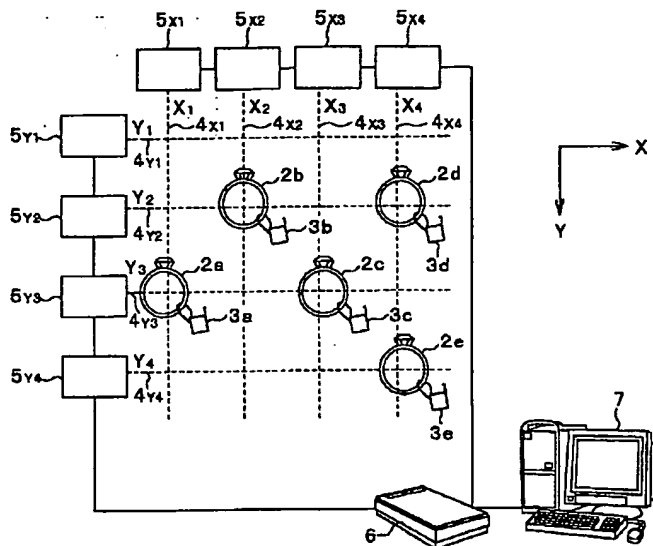 5X1 5X2 5X3 5X4
X1 X2 X3 X4
4X1 4X2 4X3 4X4
5Y1 Y1
4Y1
X
Y
2b 2d
5Y2 Y2
4Y2
3b 3d
Y3 2a 2c
5Y3
4Y3 3a 3c
2e
5Y4 Y4
4Y4
3e
7
6